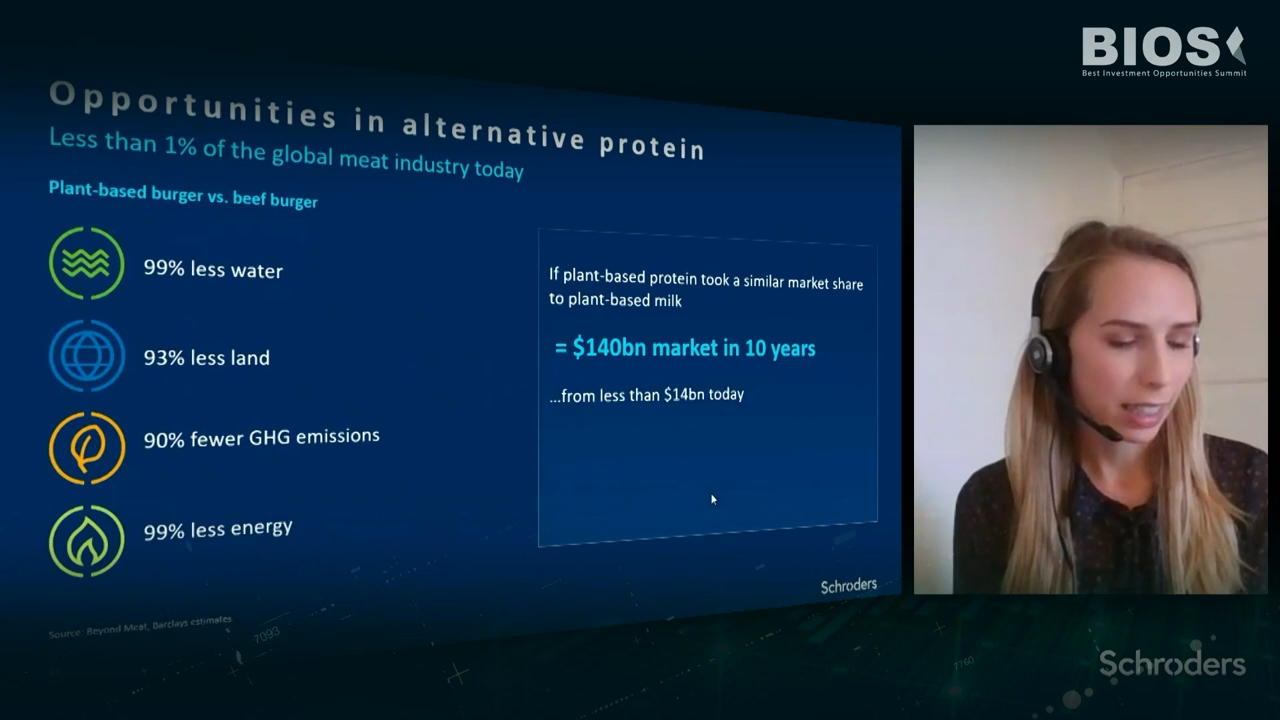 BIOS
Best Investment Opportunities Summit
Opportunities in alternative protein
Less than 1% of the global meat industry today
Plant-based burger vs. beef burger
99% less water
93% less land
90% fewer GHG emissions
99% less energy
If plant-based protein took a similar market share
to plant-based milk
= $140bn market in 10 years
...from less than $14bn today
Schroders
Source: Beyond Meat, Barclays estimates
7093
7760
Schroders